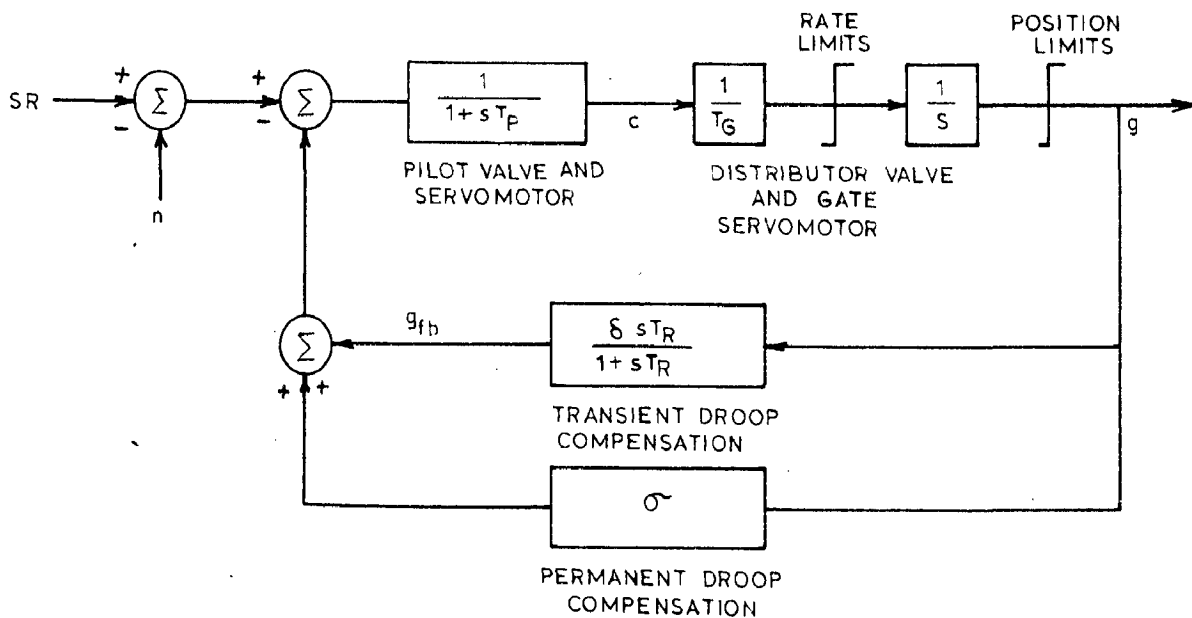 RATE
LIMITS
POSITION
LIMITS
SR
+
-
Σ
n
+
-
Σ
1
1 + s T_P
c
1
T_G
1
S
g
PILOT VALVE AND
SERVOMOTOR
DISTRIBUTOR VALVE
AND GATE
SERVOMOTOR
Σ
+ +
g_fb
δ sT_R
1 + sT_R
TRANSIENT DROOP
COMPENSATION
σ
PERMANENT DROOP
COMPENSATION